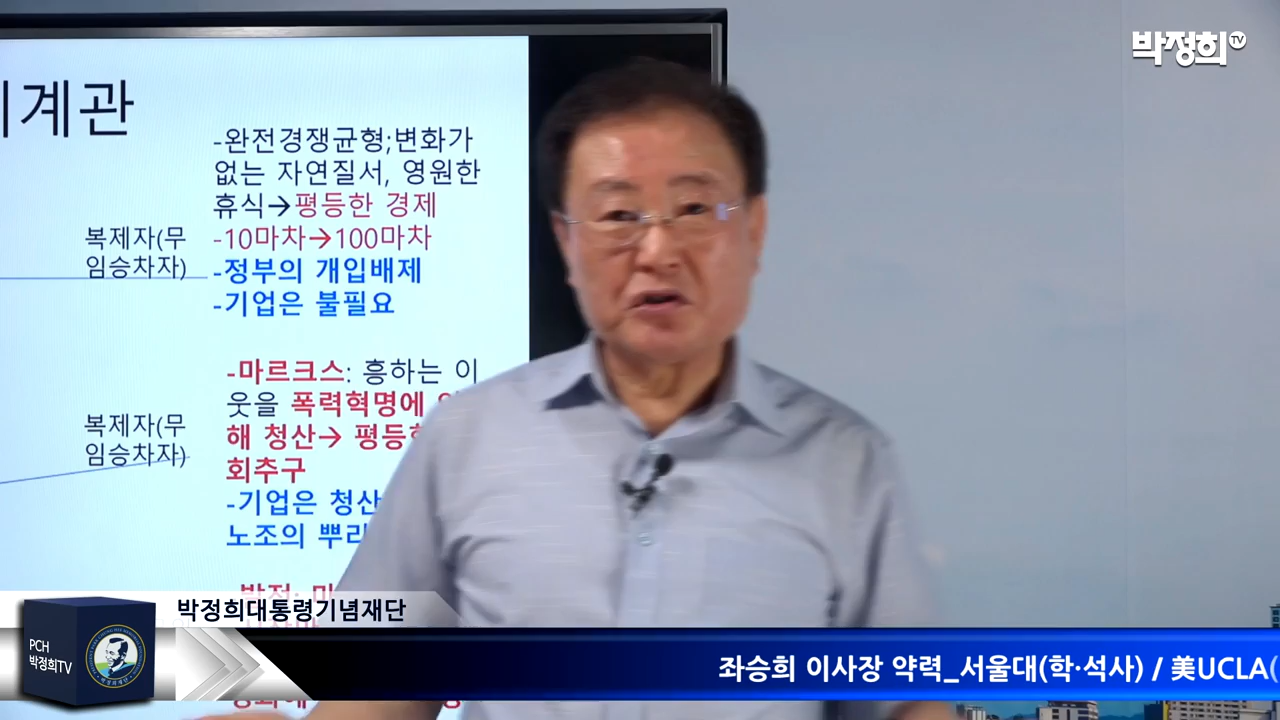 박정희TV
계관
-완전경쟁균형;변화가
없는 자연질서, 영원한
휴식→평등한 경제
복제자(무
임승차자)
-10마차→100마차
-정부의 개입배제
-기업은 불필요
-마르크스: 흥하는 이
웃을 폭력혁명에
해 청산→ 평등한
회추구
복제자(무
임승차자)
-기업은 청산
노조의 뿌리
박정희대통령기념재단
PCH
박정희TV
좌승희 이사장 약력_서울대(학·석사) / 美UCLA(